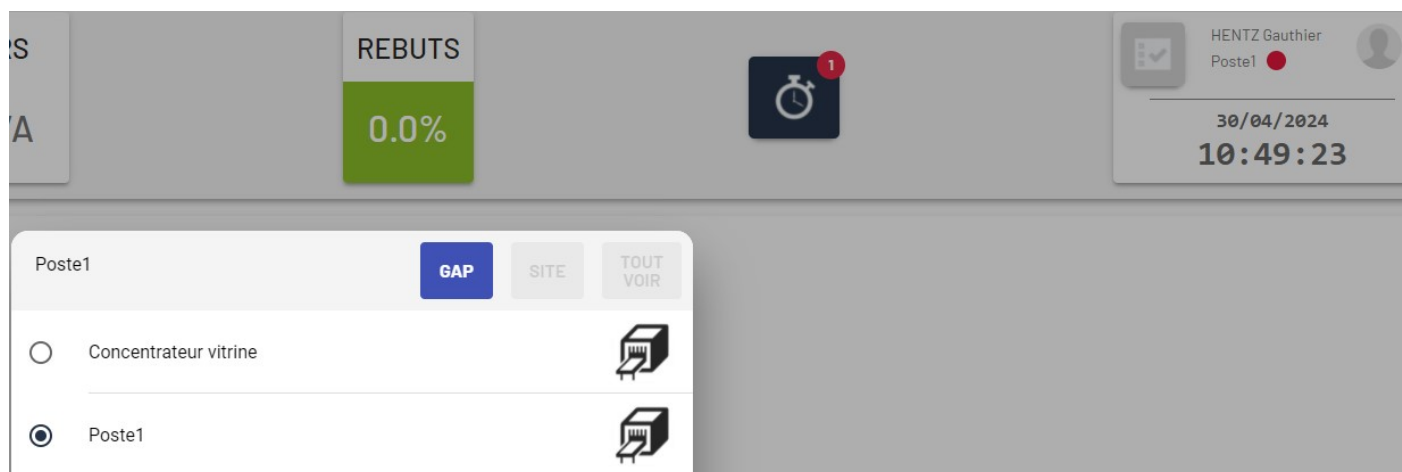 RS
REBUTS
1
HENTZ Gauthier
Poste1
/A
0.0%
30/04/2024
10:49:23
Poste1
GAP
SITE
TOUT
VOIR
Concentrateur vitrine
Poste1